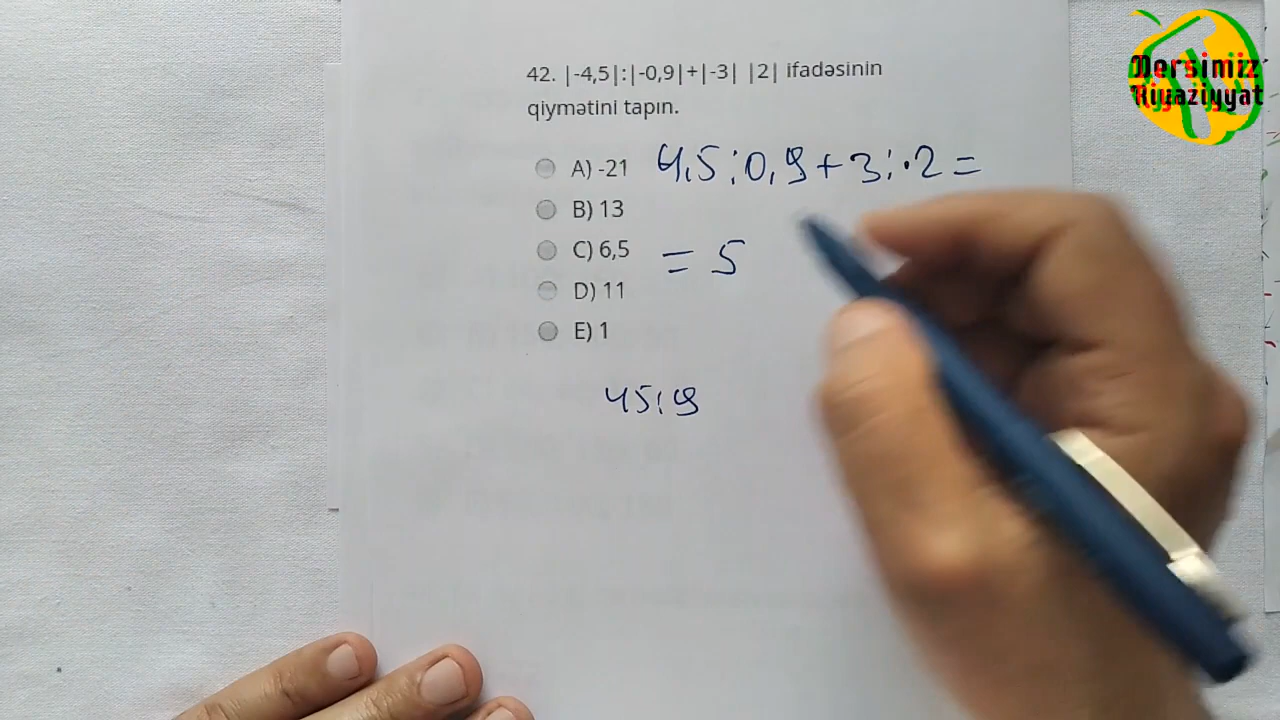 Mersimiz
Riyaziyyat
42. |-4,5|:|-0,9|+|-3| |2| ifadəsinin
qiymətini tapın.
A) -21
4,5:0,9+3:·2=
B) 13
C) 6,5
=5
D) 11
E) 1
45:9